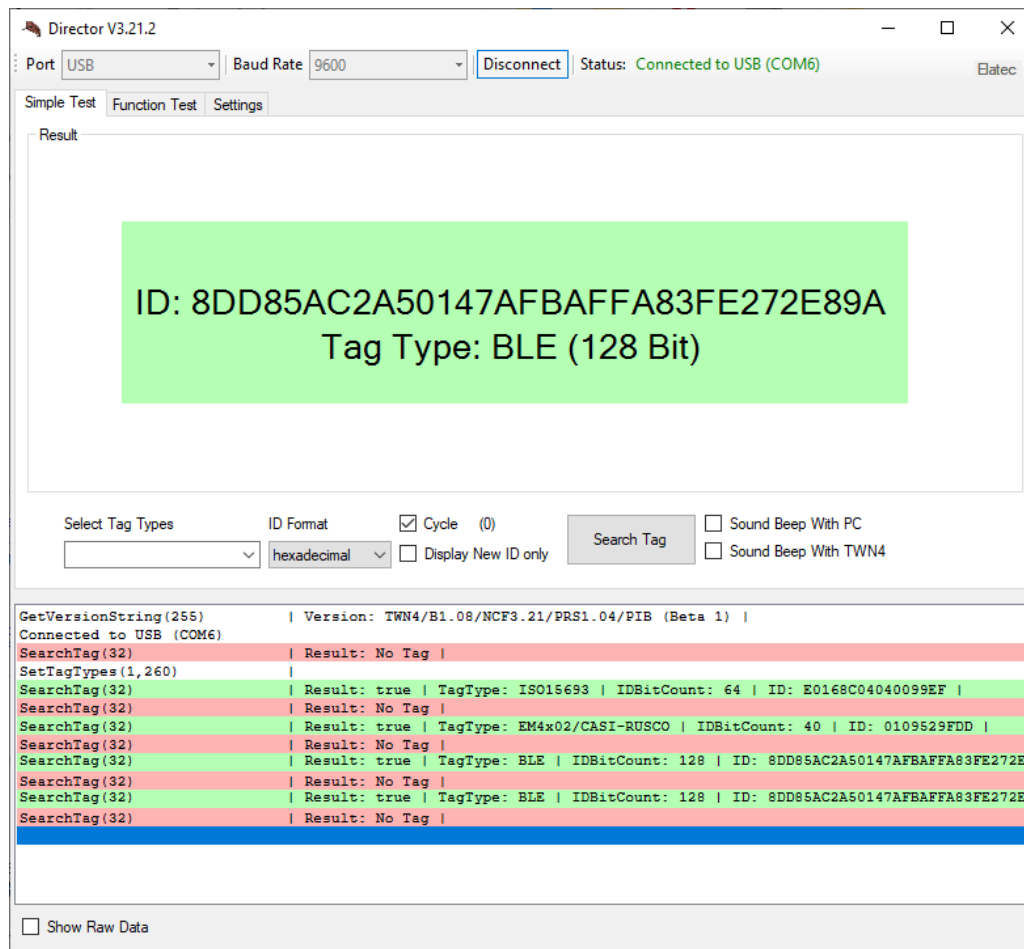 Director V3.21.2
Port USB Baud Rate 9600 Disconnect Status: Connected to USB (COM6) Elatec
Simple Test Function Test Settings
Result
ID: 8DD85AC2A50147AFBAFFA83FE272E89A
Tag Type: BLE (128 Bit)
Select Tag Types ID Format Cycle (0) Search Tag Sound Beep With PC
hexadecimal Display New ID only Sound Beep With TWN4
GetVersionString(255) | Version: TWN4/B1.08/NCF3.21/PRS1.04/PIB (Beta 1) |
Connected to USB (COM6)
SearchTag(32) | Result: No Tag |
SetTagTypes(1,260) |
SearchTag(32) | Result: true | TagType: ISO15693 | IDBitCount: 64 | ID: E0168C04040099EF |
SearchTag(32) | Result: No Tag |
SearchTag(32) | Result: true | TagType: EM4x02/CASI-RUSCO | IDBitCount: 40 | ID: 0109529FDD |
SearchTag(32) | Result: No Tag |
SearchTag(32) | Result: true | TagType: BLE | IDBitCount: 128 | ID: 8DD85AC2A50147AFBAFFA83FE272E
SearchTag(32) | Result: No Tag |
SearchTag(32) | Result: true | TagType: BLE | IDBitCount: 128 | ID: 8DD85AC2A50147AFBAFFA83FE272E
SearchTag(32) | Result: No Tag |
Show Raw Data